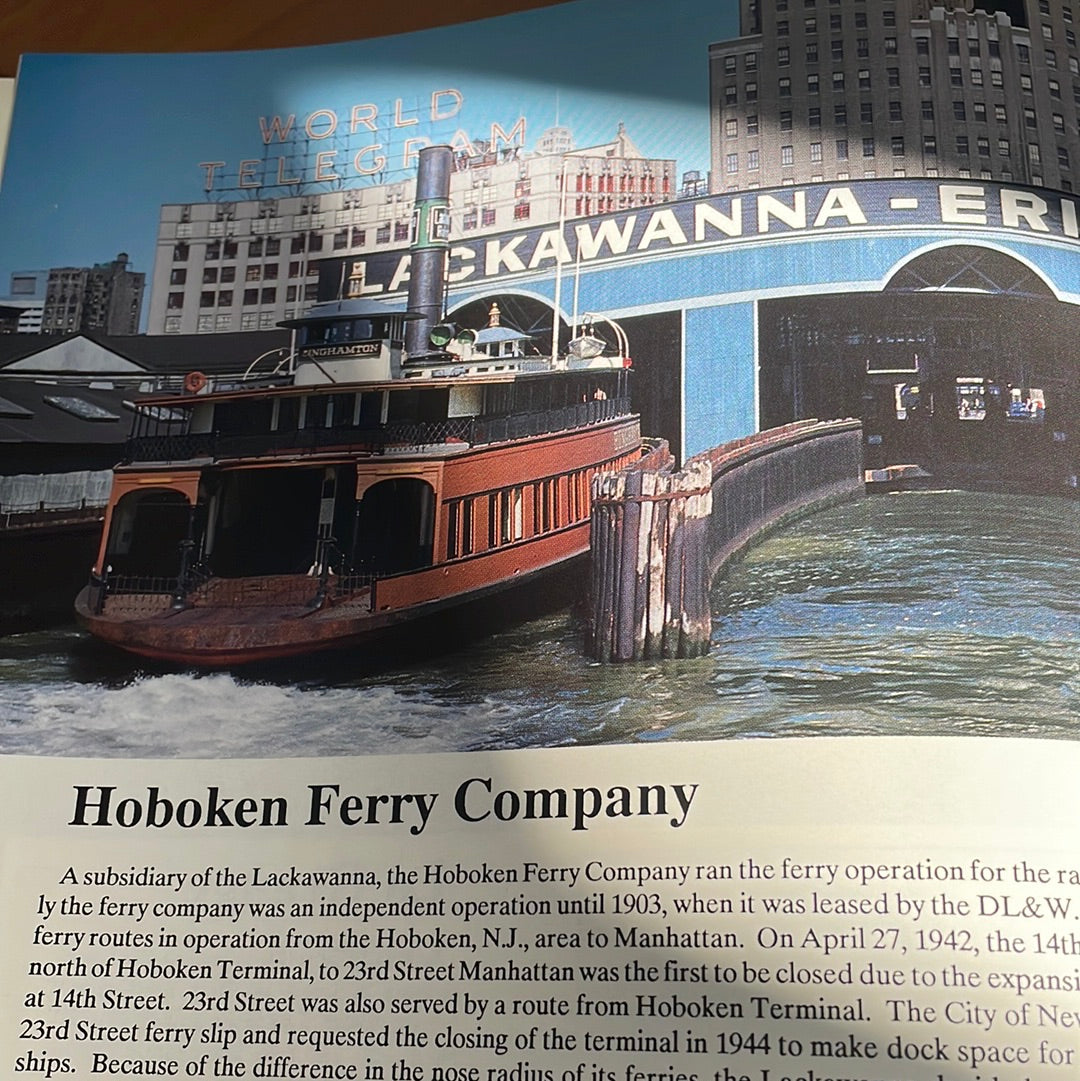 WORLD
TELEGRAM
LACKAWANNA - ERI
E
BINGHAMTON
Hoboken Ferry Company
A subsidiary of the Lackawanna, the Hoboken Ferry Company ran the ferry operation for the ra
ly the ferry company was an independent operation until 1903, when it was leased by the DL&W.
ferry routes in operation from the Hoboken, N.J., area to Manhattan. On April 27, 1942, the 14th
north of Hoboken Terminal, to 23rd Street Manhattan was the first to be closed due to the expansi
at 14th Street. 23rd Street was also served by a route from Hoboken Terminal. The City of New
23rd Street ferry slip and requested the closing of the terminal in 1944 to make dock space for
ships. Because of the difference in the nose radius of its ferries, the